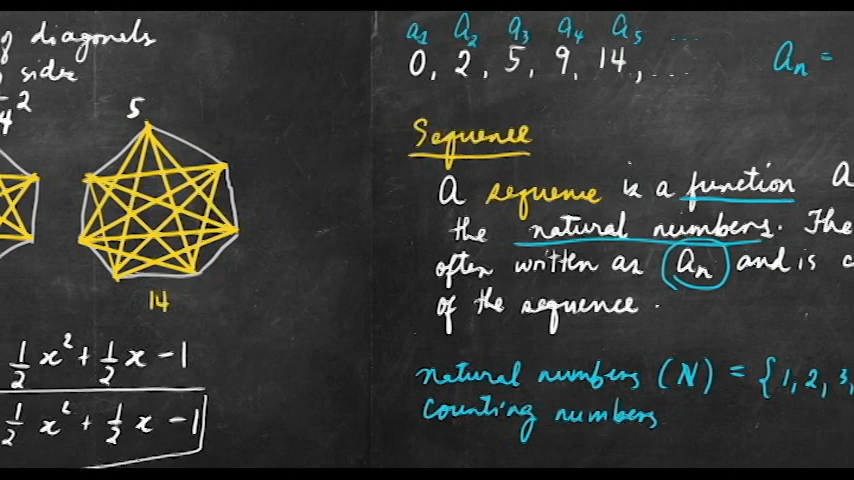 of diagonals
sides
2
4
5
14
1/2 x² + 1/2 x - 1
1/2 x² + 1/2 x - 1
a₁ a₂ a₃ a₄ a₅ ...
0, 2, 5, 9, 14, ...
aₙ =
Sequence
A sequence is a function
the natural numbers. The
often written as aₙ and is
of the sequence.
natural numbers (N) = {1, 2, 3,
counting numbers